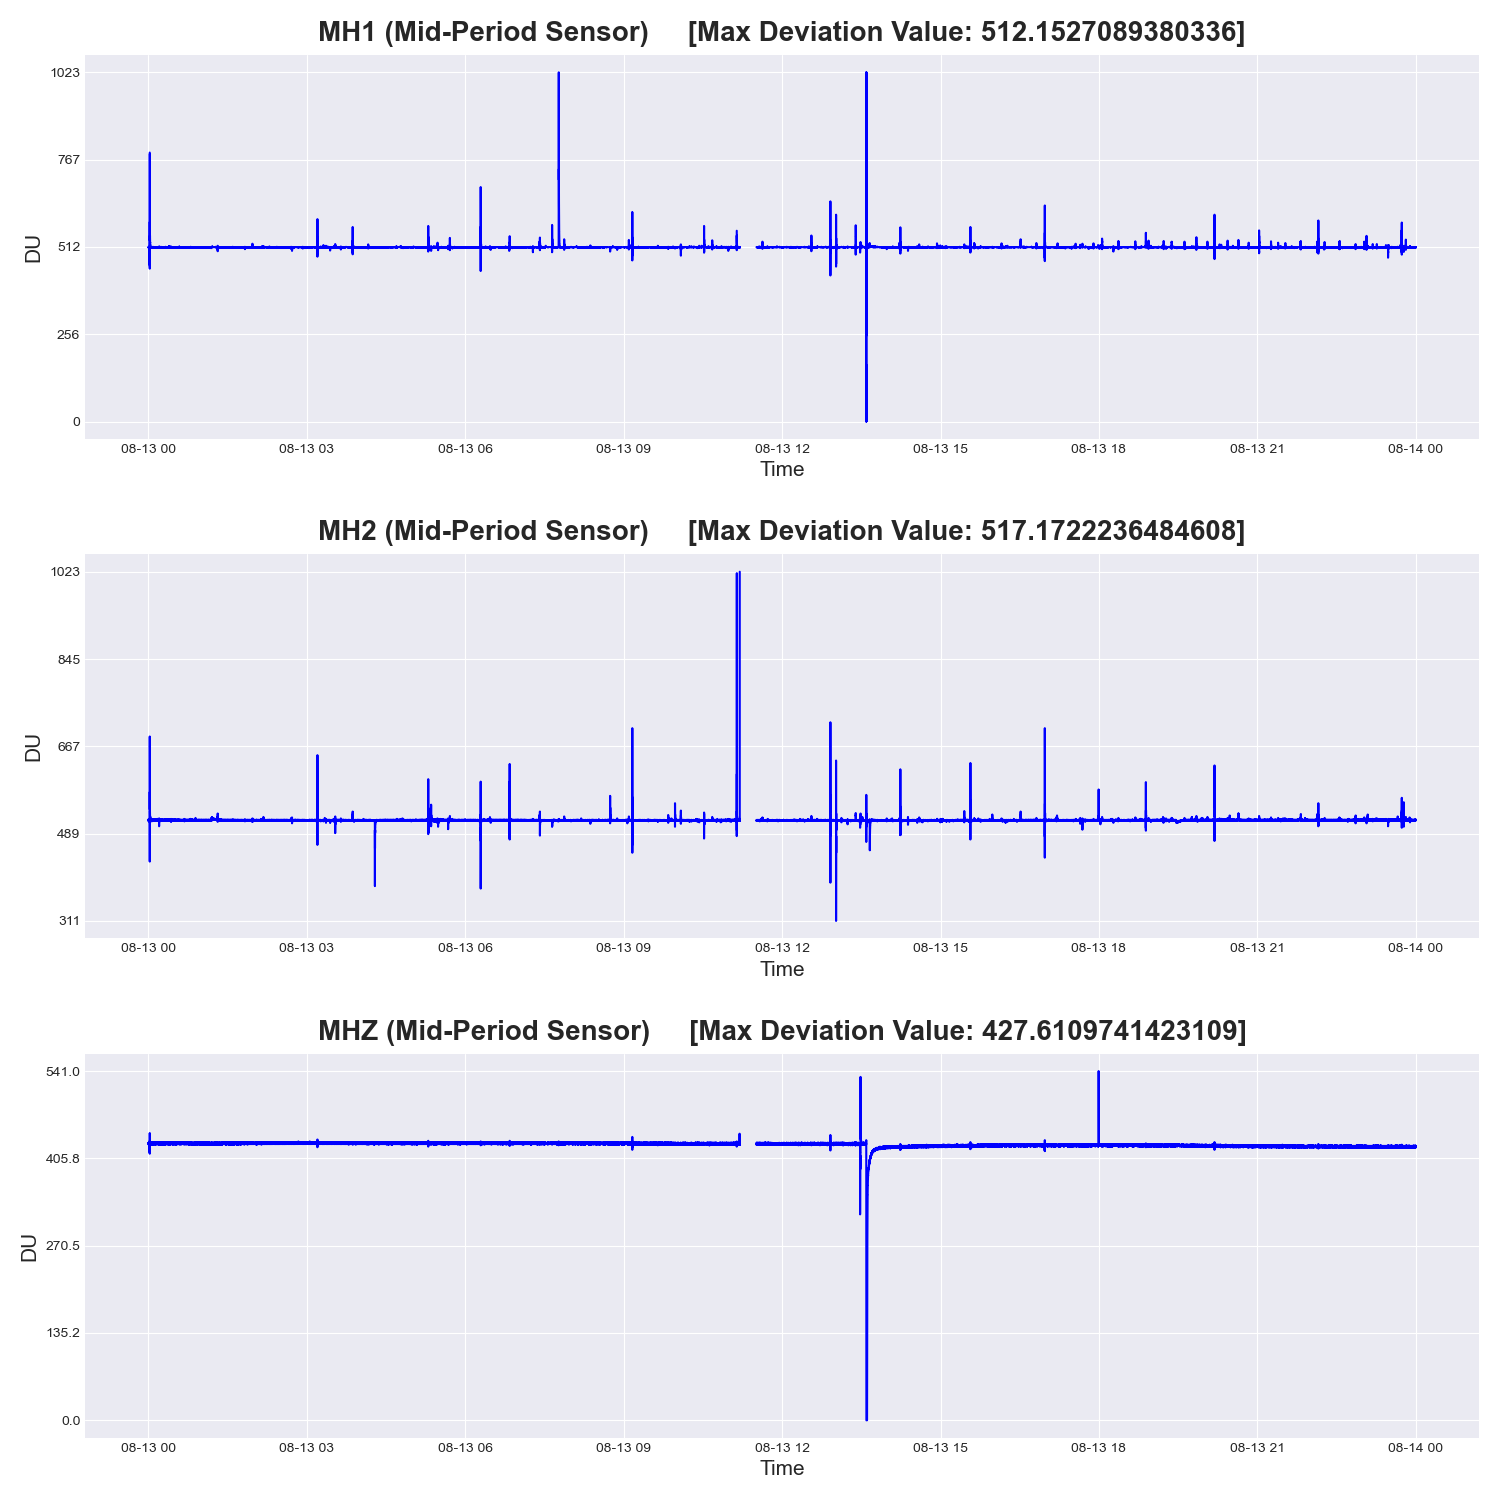 MH1 (Mid-Period Sensor) [Max Deviation Value: 512.1527089380336]
1023
767
512
256
0
DU
08-13 00 08-13 03 08-13 06 08-13 09 08-13 12 08-13 15 08-13 18 08-13 21 08-14 00
Time
MH2 (Mid-Period Sensor) [Max Deviation Value: 517.1722236484608]
1023
845
667
489
311
DU
08-13 00 08-13 03 08-13 06 08-13 09 08-13 12 08-13 15 08-13 18 08-13 21 08-14 00
Time
MHZ (Mid-Period Sensor) [Max Deviation Value: 427.6109741423109]
541.0
405.8
270.5
135.2
0.0
DU
08-13 00 08-13 03 08-13 06 08-13 09 08-13 12 08-13 15 08-13 18 08-13 21 08-14 00
Time